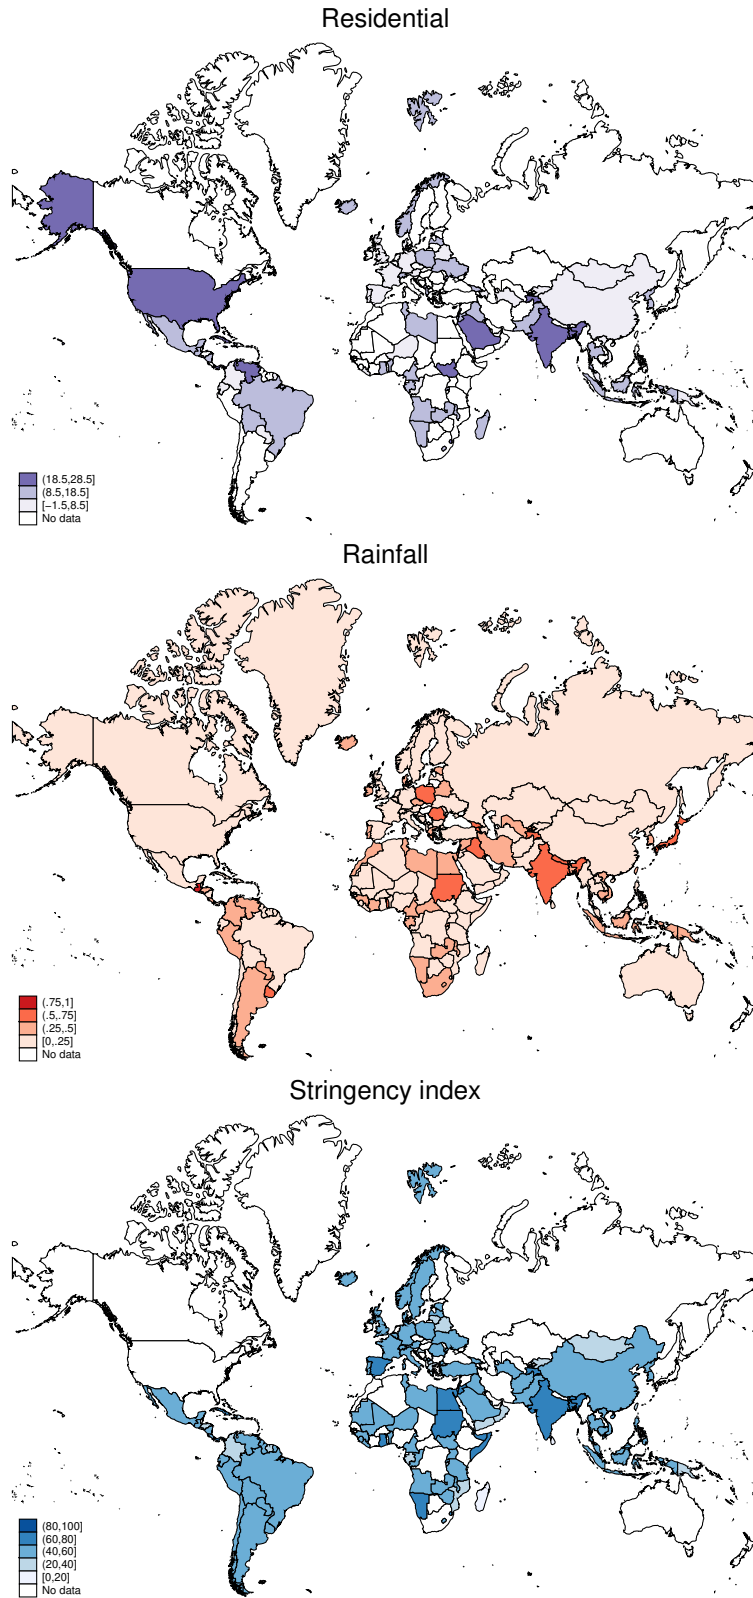 Residential
(18.5,28.5]
(8.5,18.5]
[−1.5,8.5]
No data
Rainfall
(.75,1]
(.5,.75]
(.25,.5]
[0,.25]
No data
Stringency index
(80,100]
(60,80]
(40,60]
(20,40]
[0,20]
No data